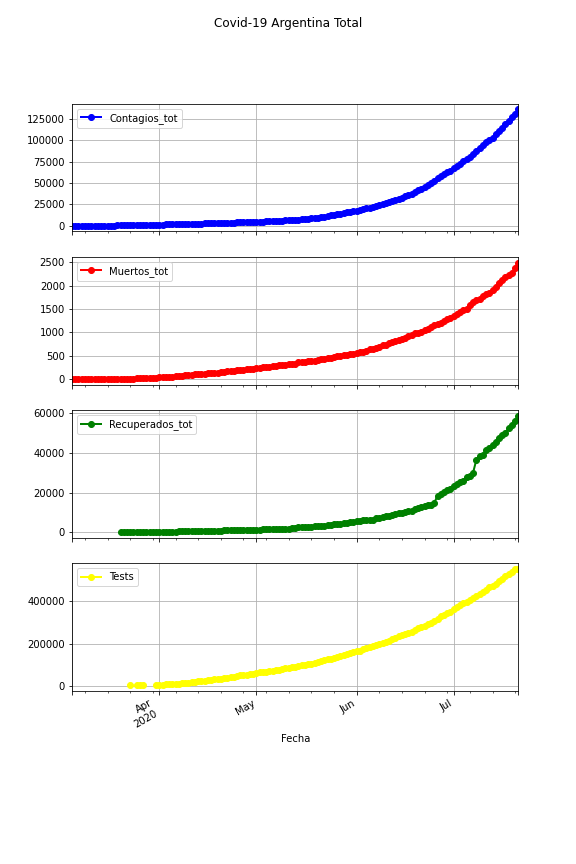 Covid-19 Argentina Total
Contagios_tot
125000
100000
75000
50000
25000
0
Muertos_tot
2500
2000
1500
1000
500
0
Recuperados_tot
60000
40000
20000
0
Tests
400000
200000
0
Apr
2020
May
Jun
Jul
Fecha